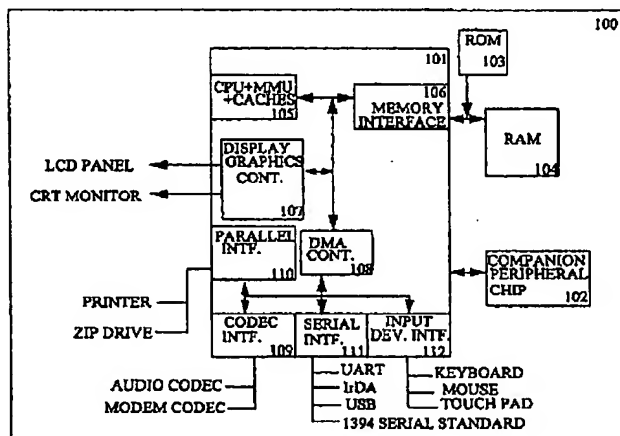 100
101
ROM
103
CPU+MMU
+CACHES
105
106
MEMORY
INTERFACE
RAM
104
DISPLAY
GRAPHICS
CONT.
107
LCD PANEL
CRT MONITOR
PARALLEL
INTF.
110
DMA
CONT.
108
COMPANION
PERIPHERAL
CHIP 102
PRINTER
ZIP DRIVE
CODEC
INTF.
109
SERIAL
INTF.
111
INPUT
DEV. INTF.
112
AUDIO CODEC
MODEM CODEC
UART
IrDA
USB
1394 SERIAL STANDARD
KEYBOARD
MOUSE
TOUCH PAD